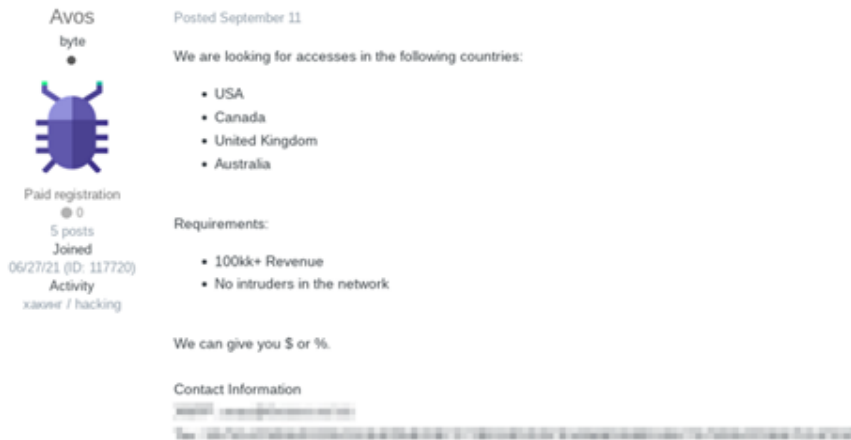 Avos
byte
Paid registration
0
5 posts
Joined
06/27/21 (ID: 117720)
Activity
хакинг / hacking
Posted September 11
We are looking for accesses in the following countries:
• USA
• Canada
• United Kingdom
• Australia
Requirements:
• 100kk+ Revenue
• No intruders in the network
We can give you $ or %.
Contact Information